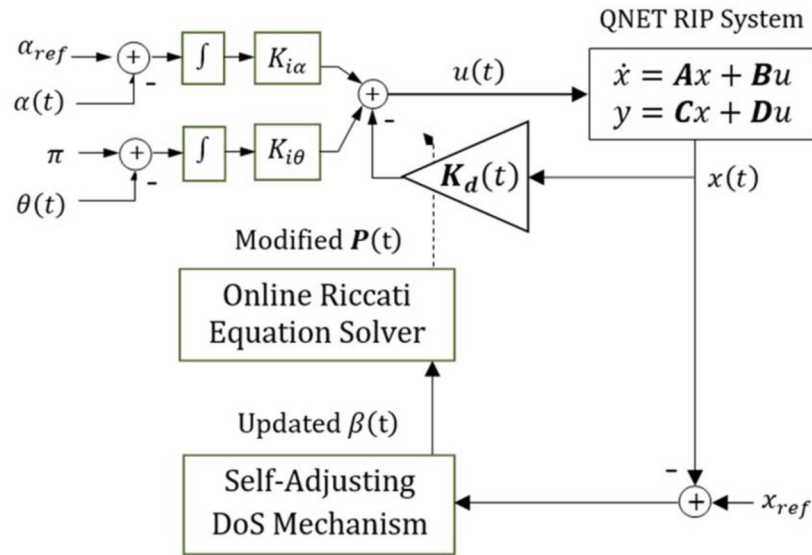 QNET RIP System
α_ref
+
-
∫
K_iα
α(t)
+
-
u(t)
ẋ = Ax + Bu
y = Cx + Du
π
+
-
∫
K_iθ
θ(t)
K_d(t)
x(t)
Modified P(t)
Online Riccati
Equation Solver
Updated β(t)
Self-Adjusting
DoS Mechanism
-
+
x_ref